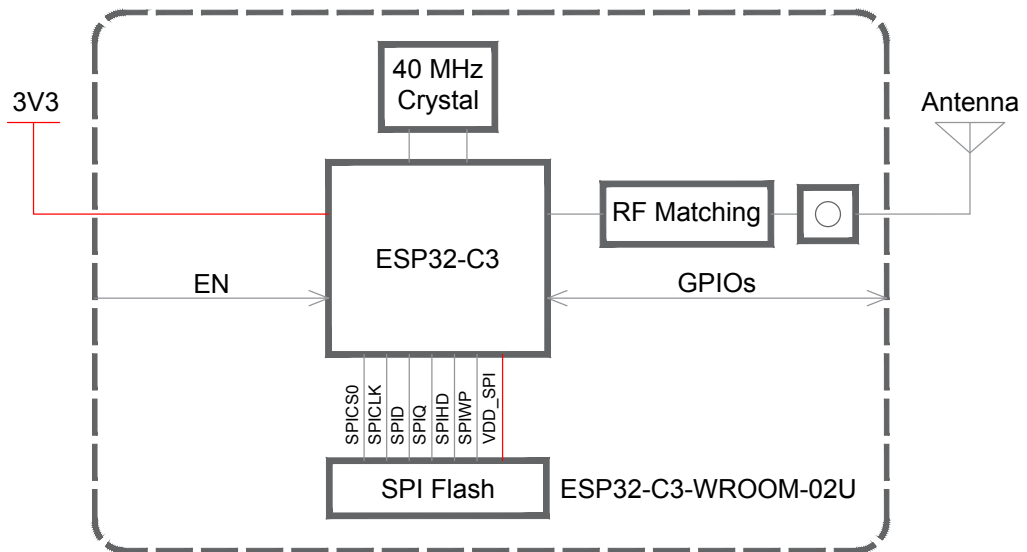 40 MHz
Crystal
3V3
Antenna
RF Matching
ESP32-C3
EN
GPIOs
SPICS0
SPICLK
SPID
SPIQ
SPIHD
SPIWP
VDD_SPI
SPI Flash
ESP32-C3-WROOM-02U